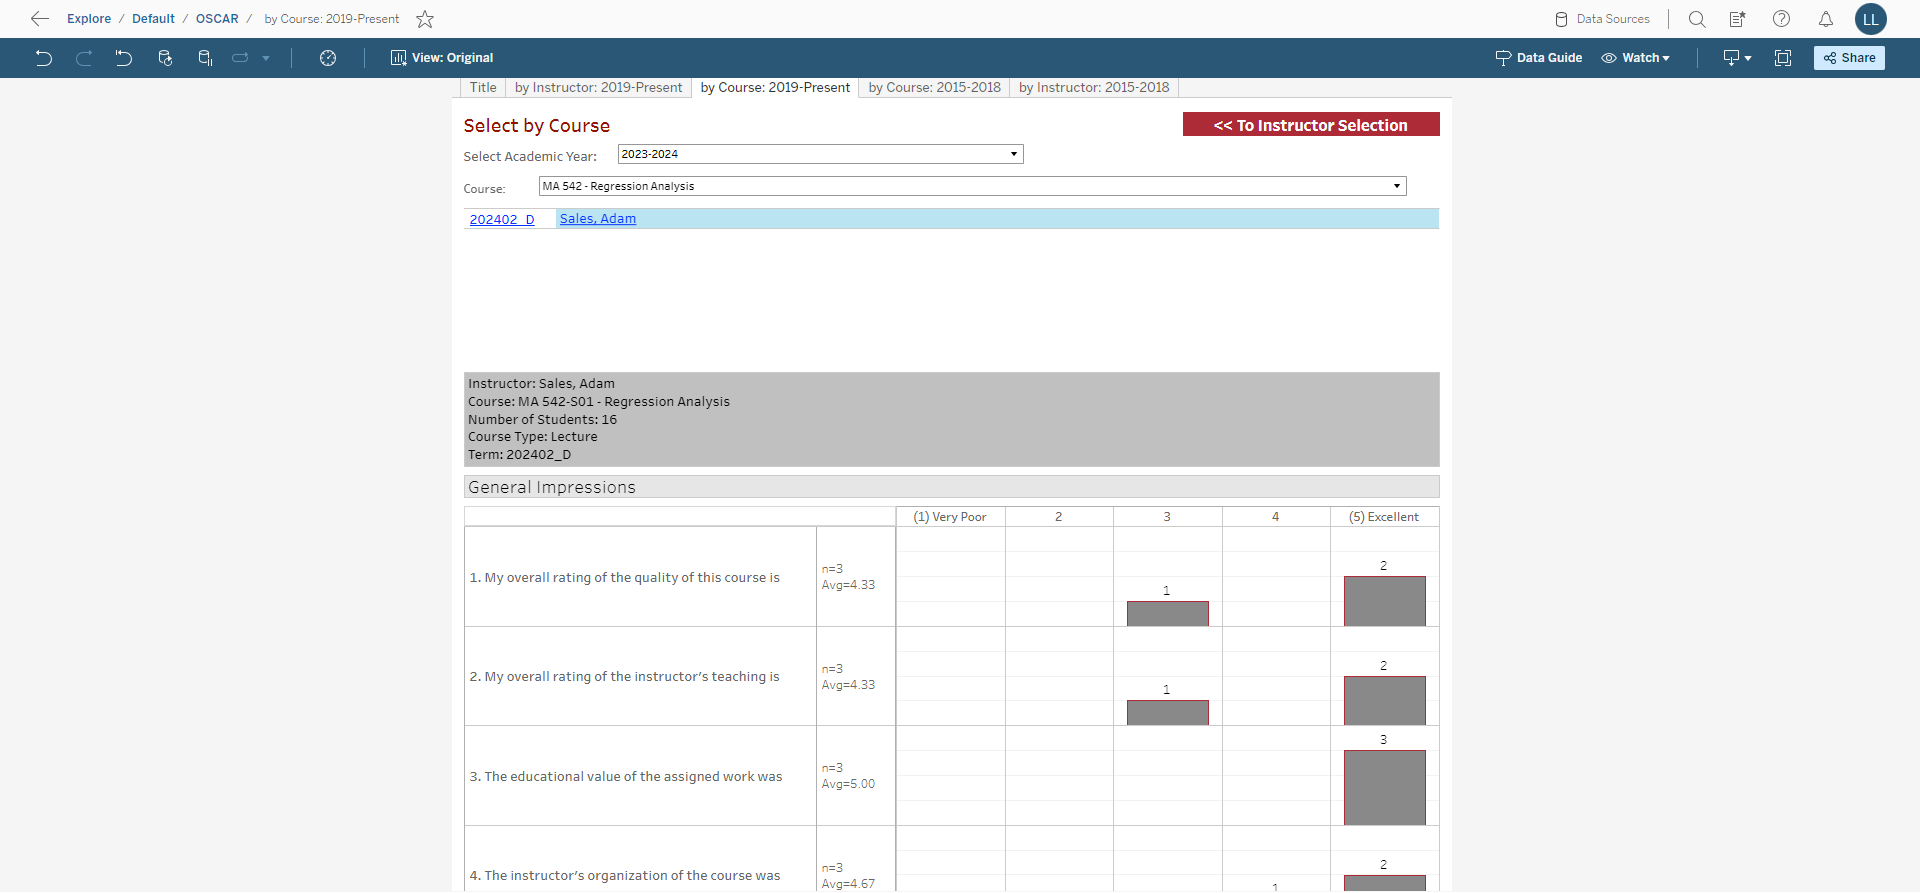 Explore / Default / OSCAR / by Course: 2019-Present
Data Sources
LL
View: Original
Data Guide
Watch
Share
Title
by Instructor: 2019-Present
by Course: 2019-Present
by Course: 2015-2018
by Instructor: 2015-2018
Select by Course
<< To Instructor Selection
Select Academic Year:
2023-2024
Course:
MA 542 - Regression Analysis
202402_D
Sales, Adam
Instructor: Sales, Adam
Course: MA 542-S01 - Regression Analysis
Number of Students: 16
Course Type: Lecture
Term: 202402_D
General Impressions
(1) Very Poor
2
3
4
(5) Excellent
1. My overall rating of the quality of this course is
n=3
Avg=4.33
1
2
2. My overall rating of the instructor's teaching is
n=3
Avg=4.33
1
2
3. The educational value of the assigned work was
n=3
Avg=5.00
3
4. The instructor's organization of the course was
n=3
Avg=4.67
1
2